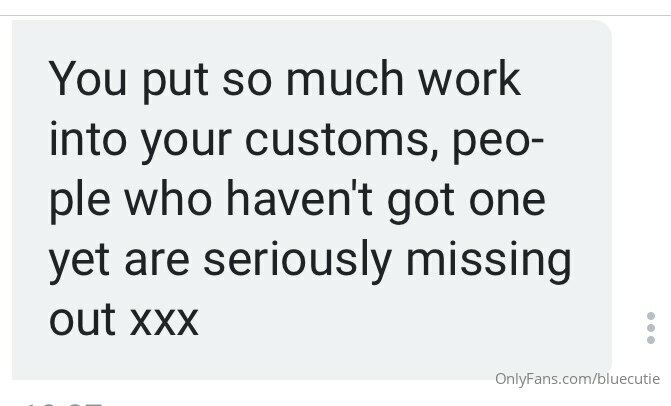 You put so much work
into your customs, peo-
ple who haven't got one
yet are seriously missing
out xxx
OnlyFans.com/bluecutie